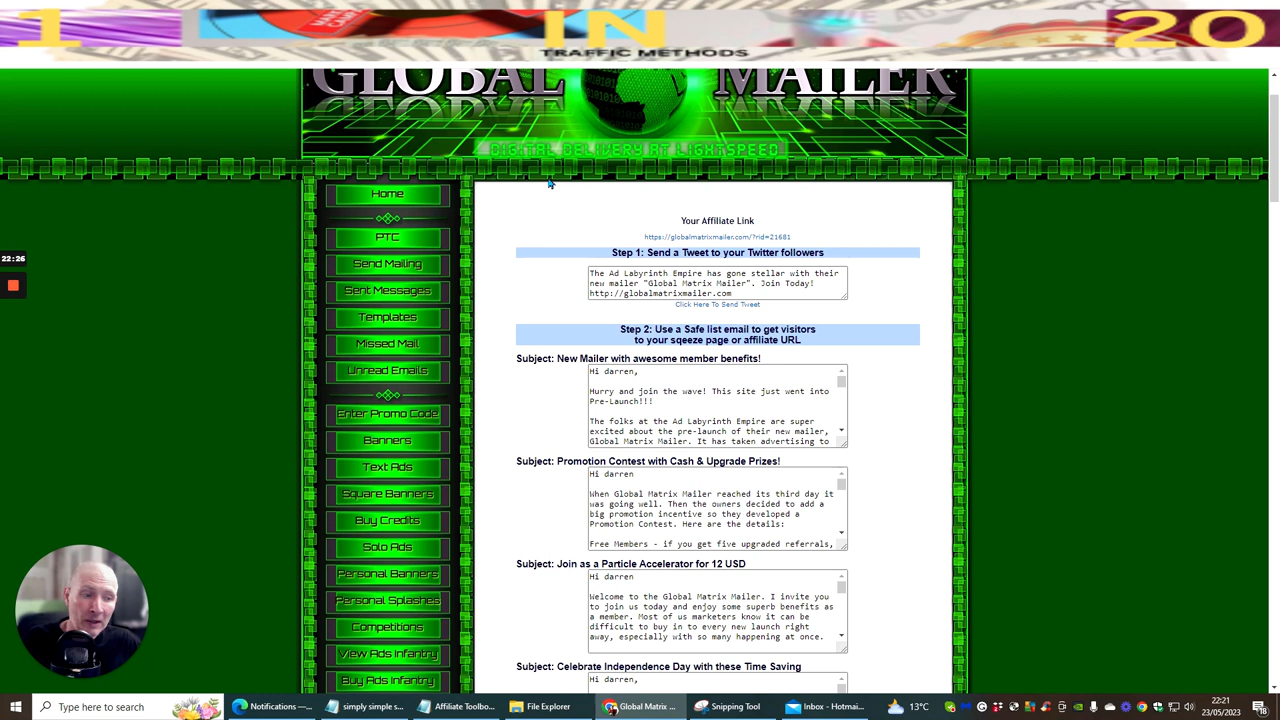 1 IN 20
TRAFFIC METHODS
GLOBAL MAILER
DIGITAL DELIVERY AT LIGHTSPEED
Home
PTC
Send Mailing
Sent Messages
Templates
Missed Mail
Unread Emails
Enter Promo Code
Banners
Text Ads
Square Banners
Buy Credits
Solo Ads
Personal Banners
Personal Splashes
Competitions
View Ads Infantry
Buy Ads Infantry
Your Affiliate Link
https://globalmatrixmailer.com/?rid=21681
Step 1: Send a Tweet to your Twitter followers
The Ad Labyrinth Empire has gone stellar with their
new mailer "Global Matrix Mailer". Join Today!
http://globalmatrixmailer.com
Click Here To Send Tweet
Step 2: Use a Safe list email to get visitors
to your sqeeze page or affiliate URL
Subject: New Mailer with awesome member benefits!
Hi darren,
Hurry and join the wave! This site just went into
Pre-Launch!!!
The folks at the Ad Labyrinth Empire are super
excited about the pre-launch of their new mailer,
Global Matrix Mailer. It has taken advertising to
Subject: Promotion Contest with Cash & Upgrade Prizes!
Hi darren
When Global Matrix Mailer reached its third day it
was going well. Then the owners decided to add a
big promotion incentive so they developed a
Promotion Contest. Here are the details:
Free Members - if you get five upgraded referrals,
Subject: Join as a Particle Accelerator for 12 USD
Hi darren
Welcome to the Global Matrix Mailer. I invite you
to join us today and enjoy some superb benefits as
a member. Most of us marketers know it can be
difficult to buy in to every new launch right
away, especially with so many happening at once.
Subject: Celebrate Independence Day with these Time Saving
Hi darren,
22:26
Type here to search
Notifications —...
simply simple s...
Affiliate Toolbo...
File Explorer
Global Matrix ...
Snipping Tool
Inbox - Hotmai...
13°C
22:21
23/05/2023
18